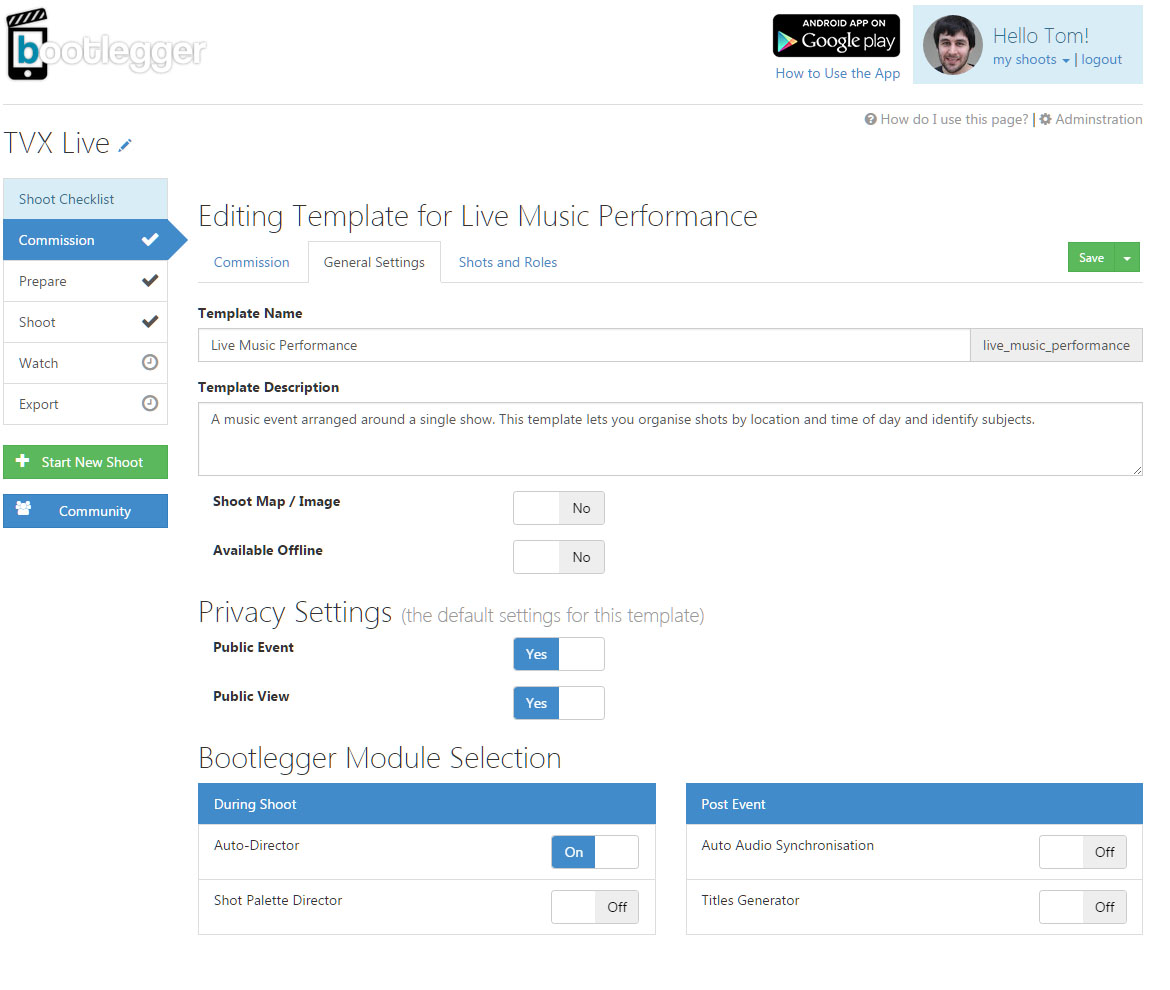 bootlegger
ANDROID APP ON
Google play
How to Use the App
Hello Tom!
my shoots | logout
How do I use this page? | Adminstration
TVX Live
Shoot Checklist
Commission
Prepare
Shoot
Watch
Export
Start New Shoot
Community
Editing Template for Live Music Performance
Commission General Settings Shots and Roles
Save
Template Name
Live Music Performance live_music_performance
Template Description
A music event arranged around a single show. This template lets you organise shots by location and time of day and identify subjects.
Shoot Map / Image No
Available Offline No
Privacy Settings (the default settings for this template)
Public Event Yes
Public View Yes
Bootlegger Module Selection
During Shoot
Auto-Director On
Shot Palette Director Off
Post Event
Auto Audio Synchronisation Off
Titles Generator Off